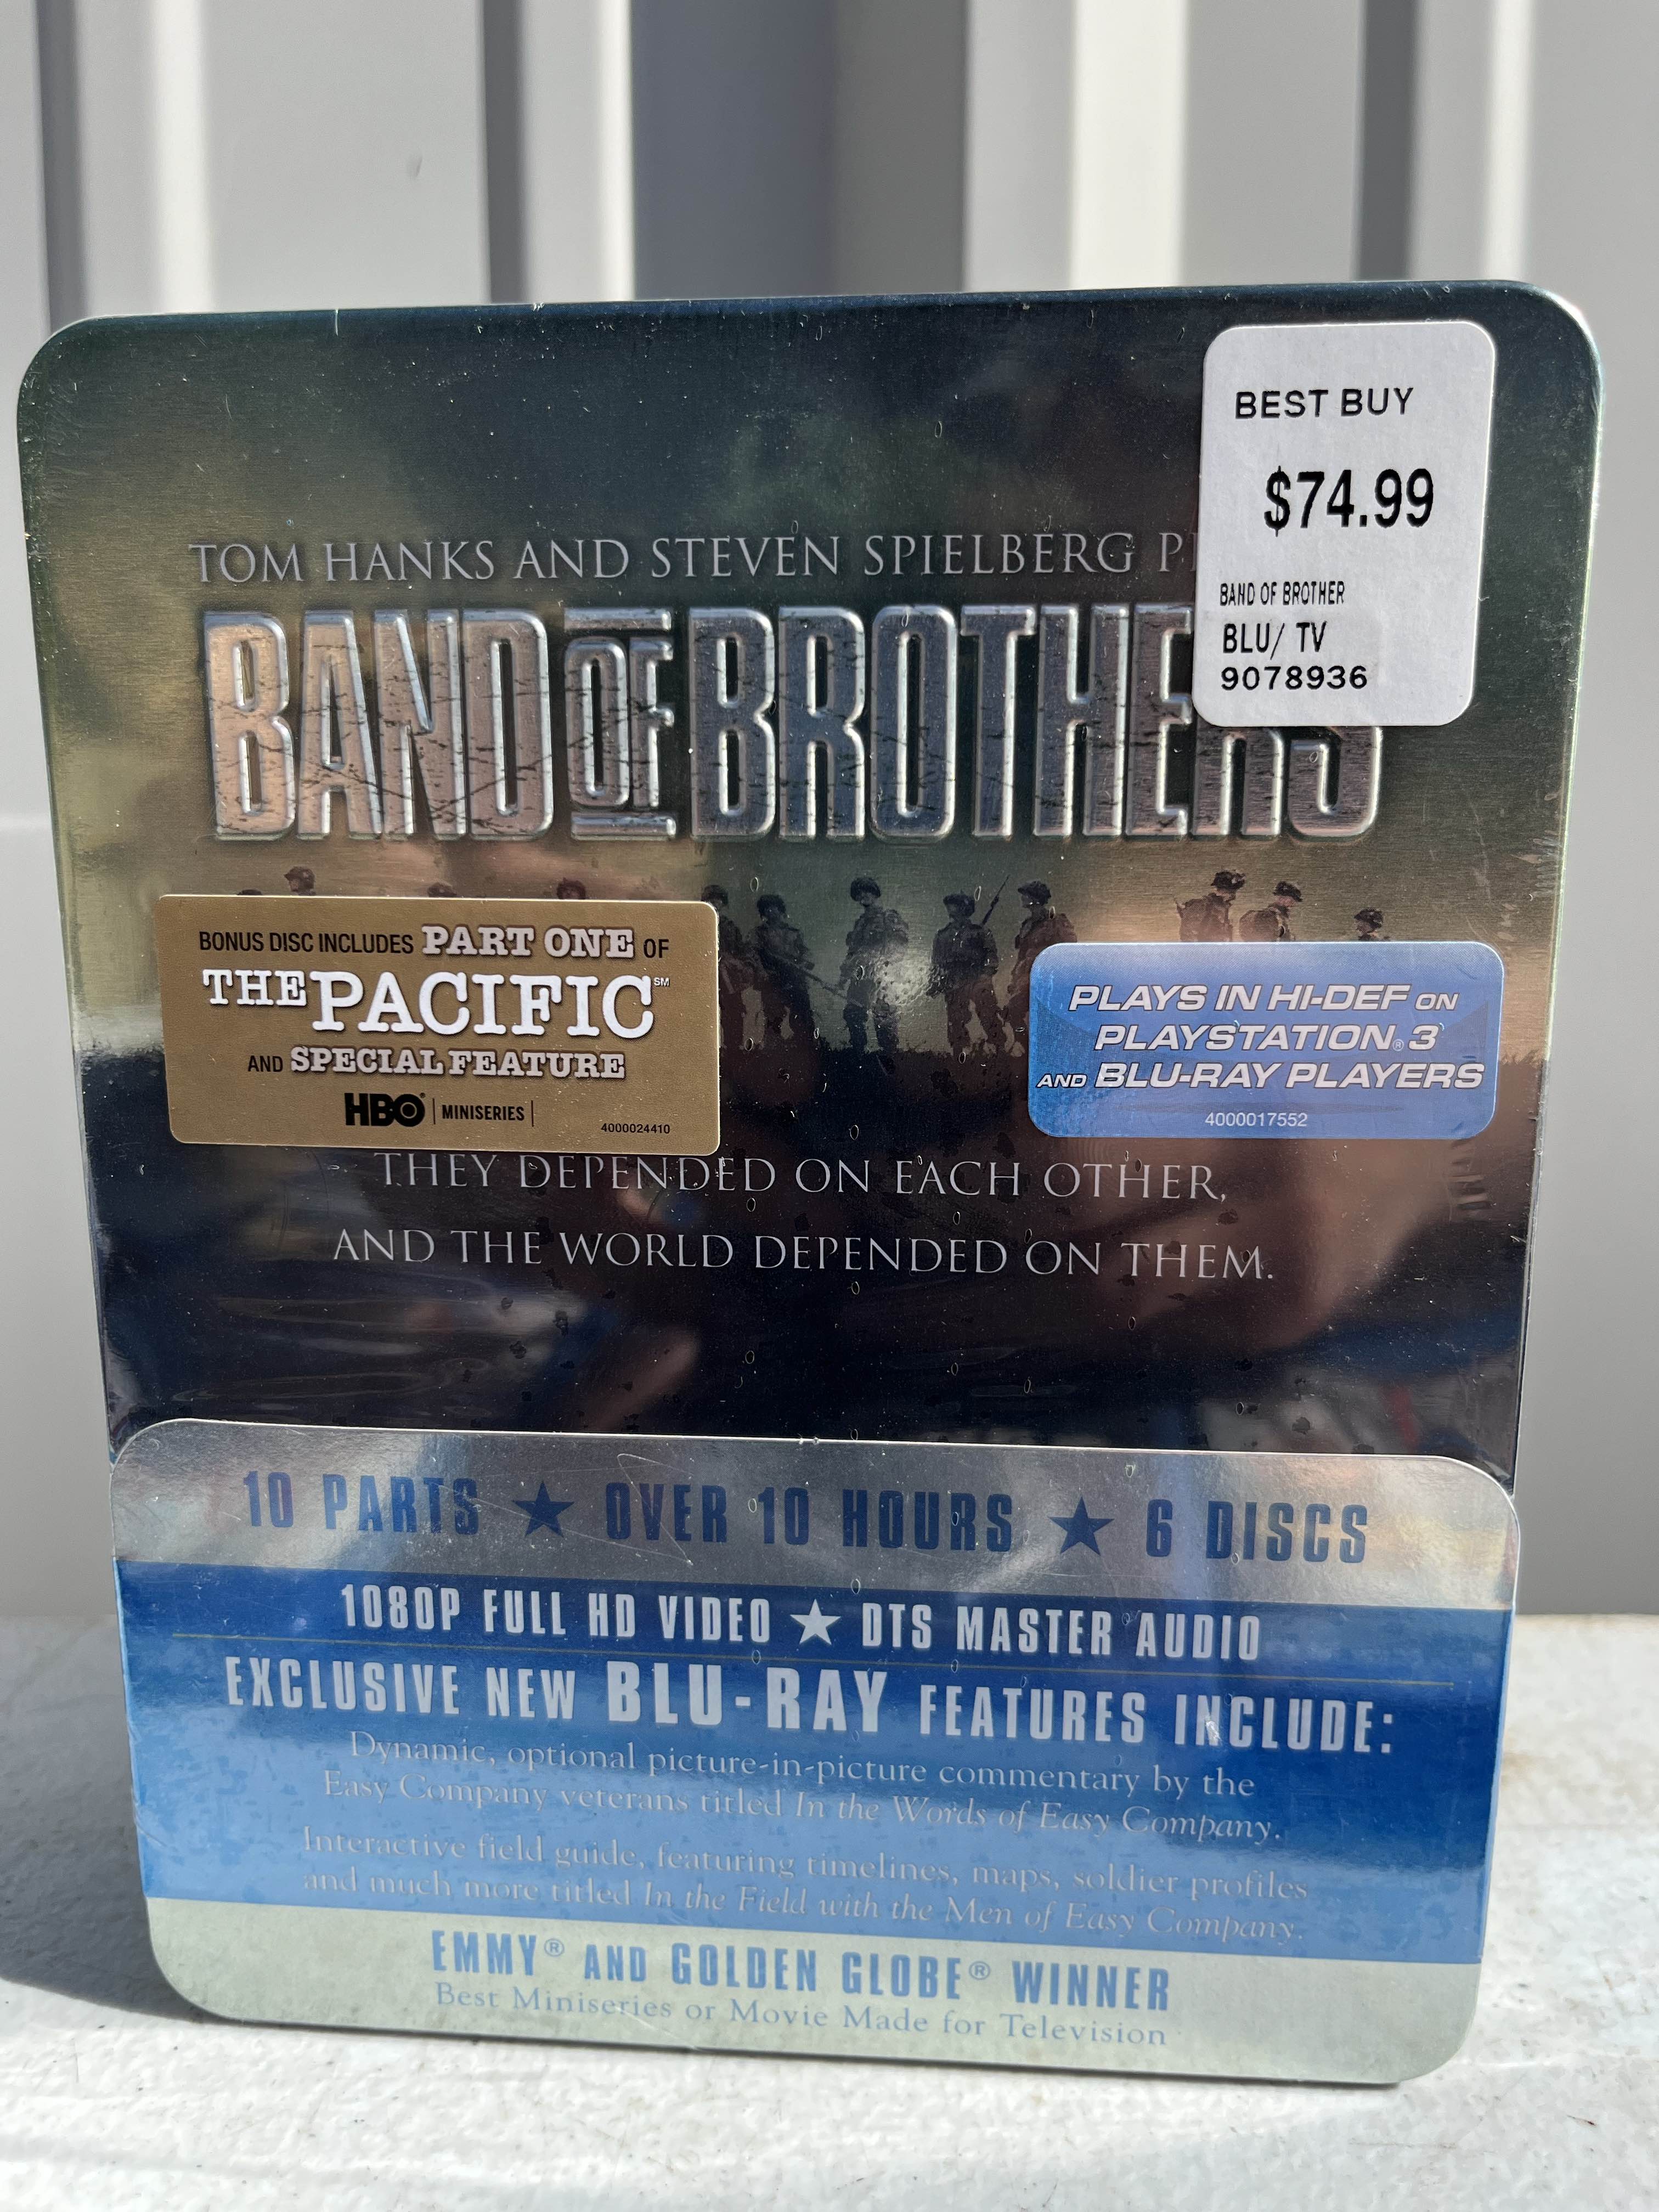 BEST BUY
$74.99
BAND OF BROTHER
BLU/ TV
9078936
TOM HANKS AND STEVEN SPIELBERG
BAND OF BROTHERS
BONUS DISC INCLUDES PART ONE OF
THE PACIFIC℠
AND SPECIAL FEATURE
HBO® | MINISERIES |
4000024410
PLAYS IN HI-DEF ON
PLAYSTATION® 3
AND BLU-RAY PLAYERS
4000017552
THEY DEPENDED ON EACH OTHER,
AND THE WORLD DEPENDED ON THEM.
10 PARTS ★ OVER 10 HOURS ★ 6 DISCS
1080P FULL HD VIDEO ★ DTS MASTER AUDIO
EXCLUSIVE NEW BLU-RAY FEATURES INCLUDE:
Dynamic, optional picture-in-picture commentary by the
Easy Company veterans titled In the Words of Easy Company.
Interactive field guide, featuring timelines, maps, soldier profiles
and much more titled In the Field with the Men of Easy Company.
EMMY® AND GOLDEN GLOBE® WINNER
Best Miniseries or Movie Made for Television